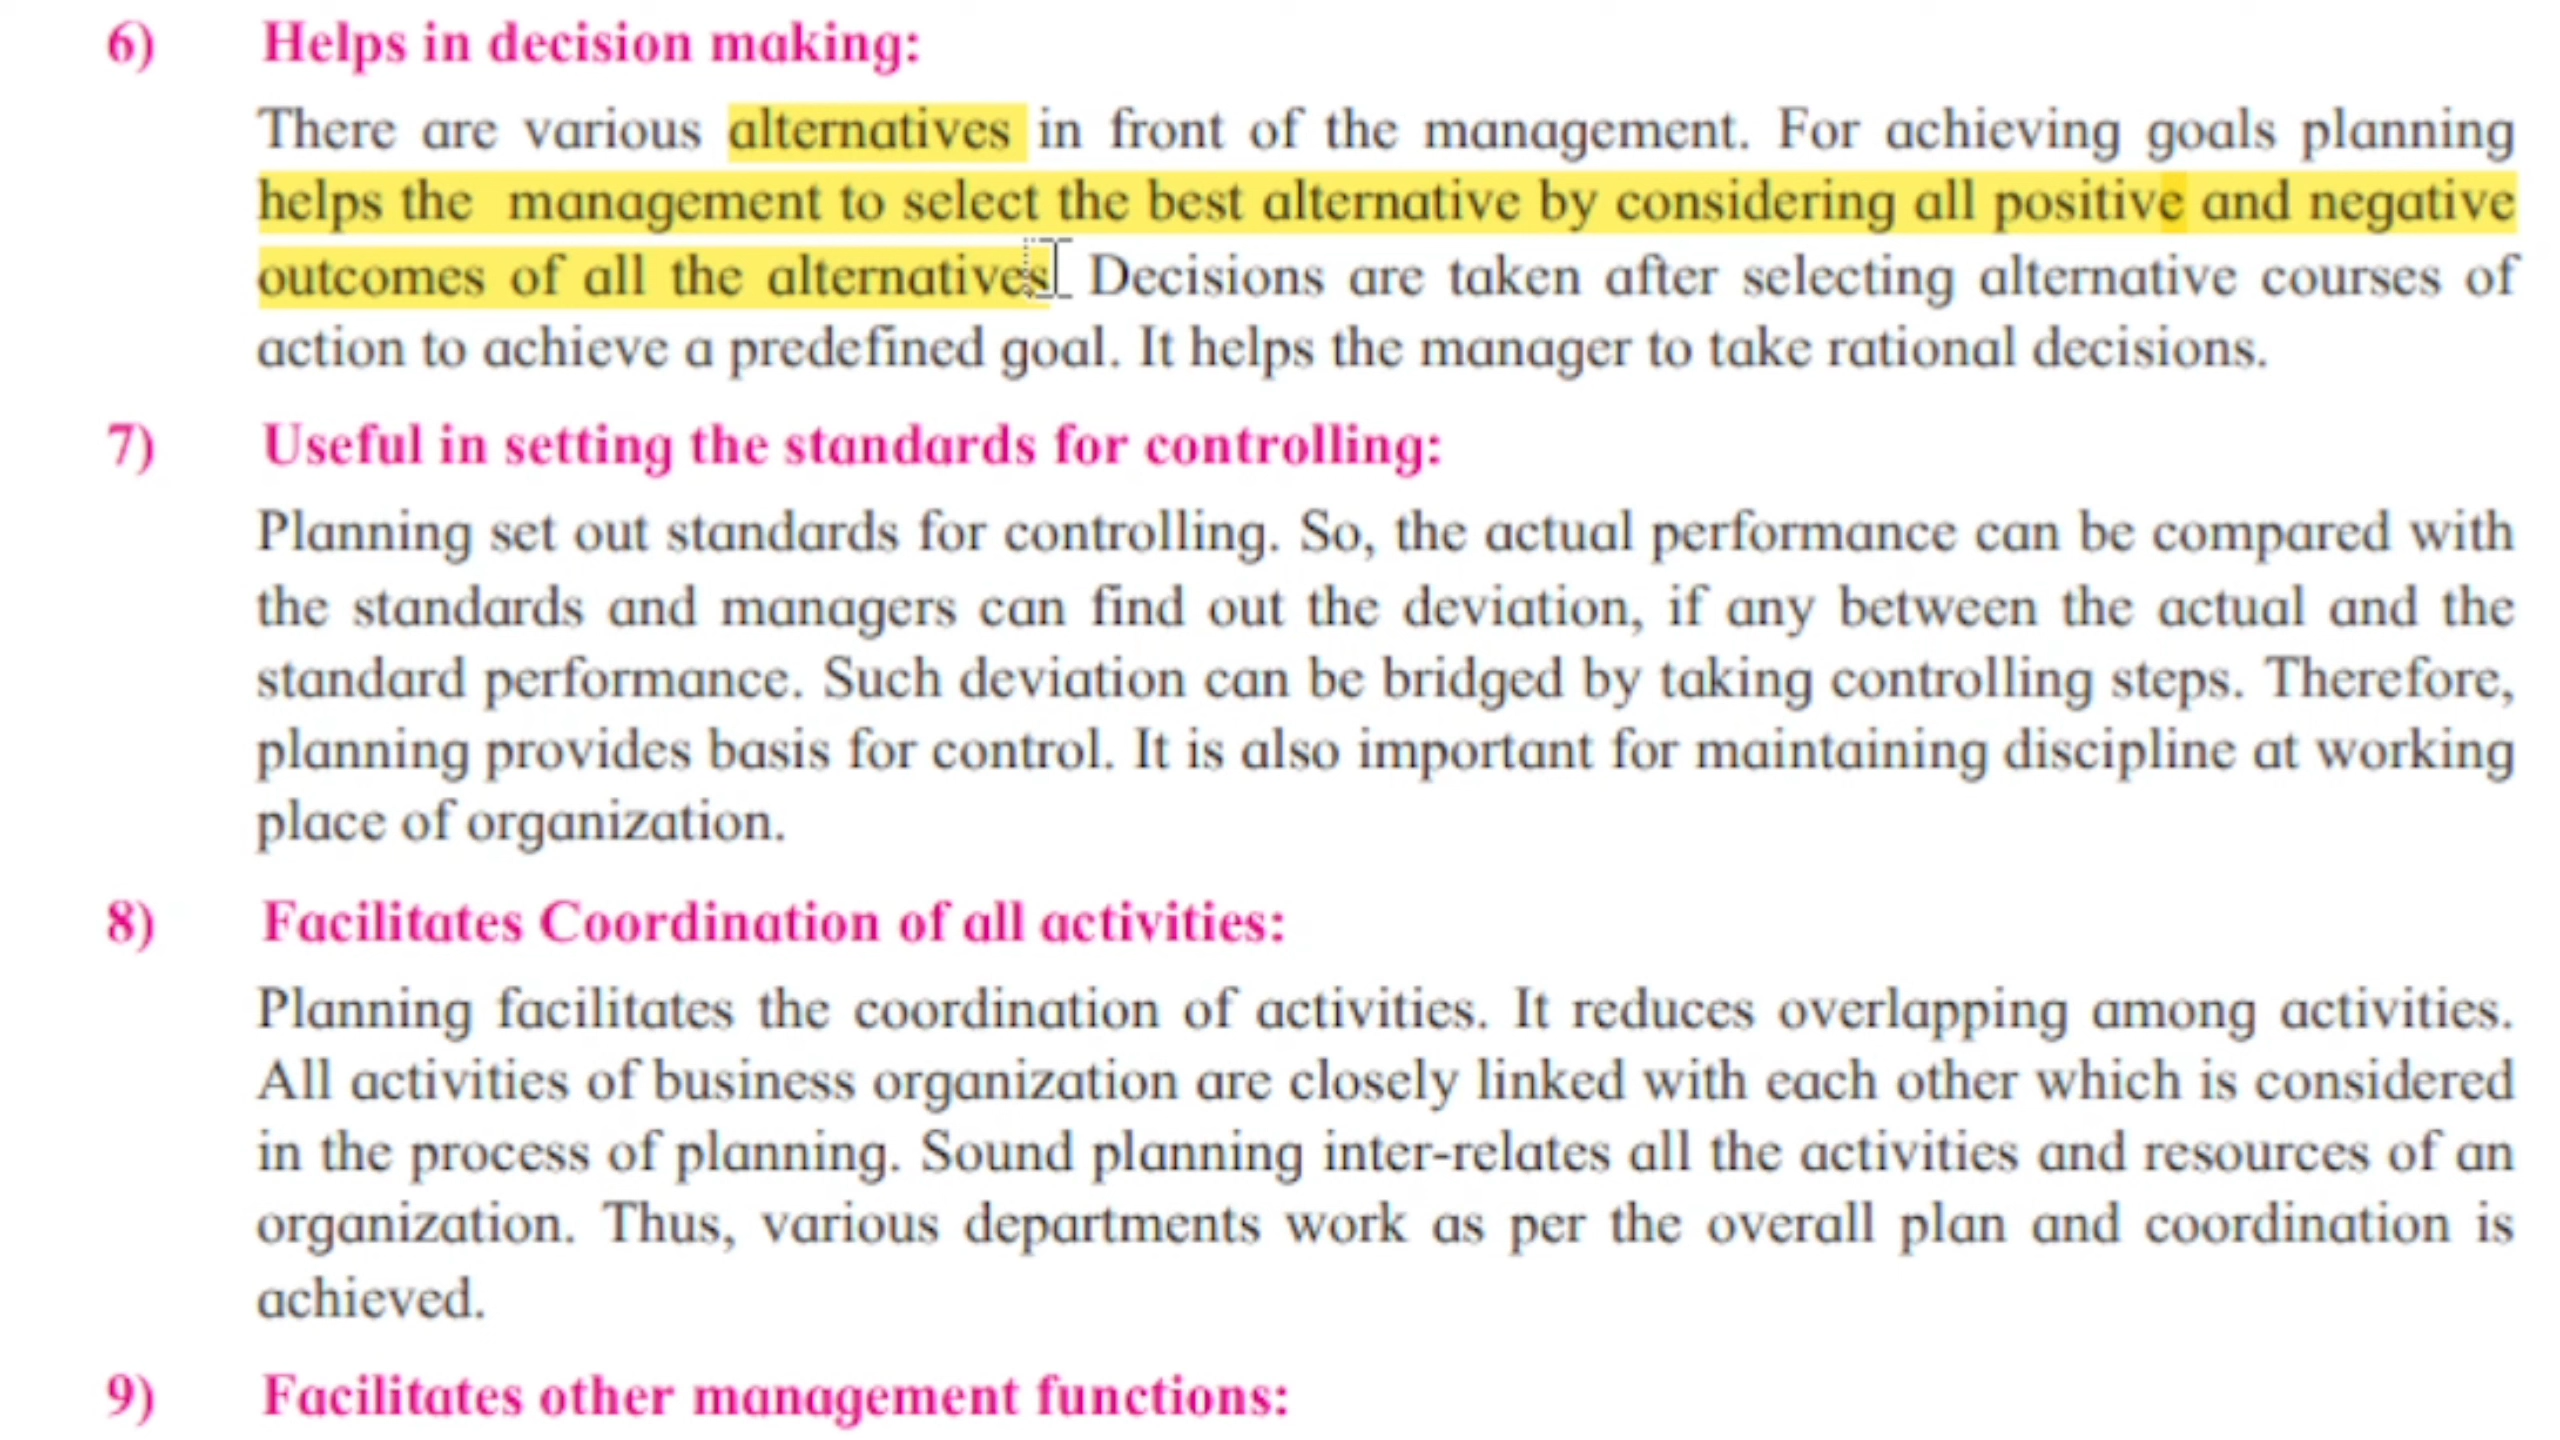 6) Helps in decision making:
There are various alternatives in front of the management. For achieving goals planning
helps the management to select the best alternative by considering all positive and negative
outcomes of all the alternatives. Decisions are taken after selecting alternative courses of
action to achieve a predefined goal. It helps the manager to take rational decisions.
7) Useful in setting the standards for controlling:
Planning set out standards for controlling. So, the actual performance can be compared with
the standards and managers can find out the deviation, if any between the actual and the
standard performance. Such deviation can be bridged by taking controlling steps. Therefore,
planning provides basis for control. It is also important for maintaining discipline at working
place of organization.
8) Facilitates Coordination of all activities:
Planning facilitates the coordination of activities. It reduces overlapping among activities.
All activities of business organization are closely linked with each other which is considered
in the process of planning. Sound planning inter-relates all the activities and resources of an
organization. Thus, various departments work as per the overall plan and coordination is
achieved.
9) Facilitates other management functions: